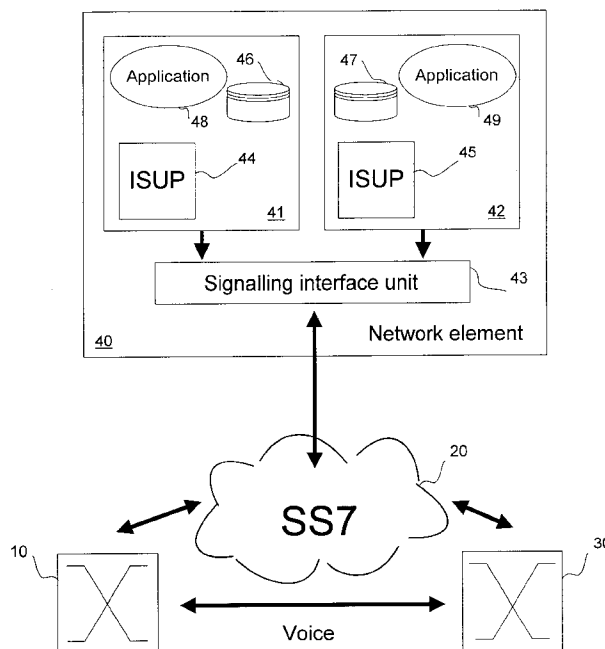 46
47
Application
Application
48
49
44
45
ISUP
ISUP
41
42
Signalling interface unit
43
40
Network element
20
SS7
10
30
Voice